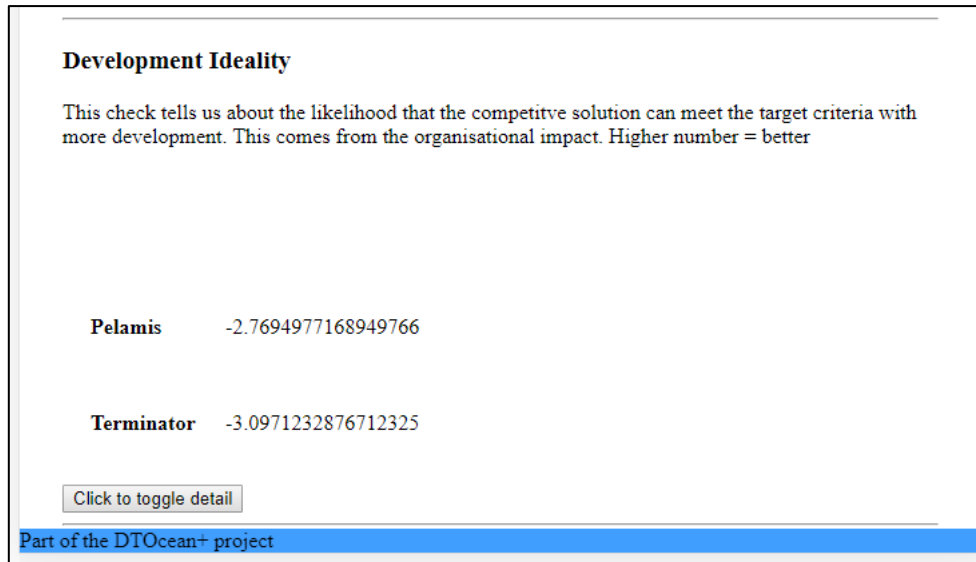 Development Ideality
This check tells us about the likelihood that the competitve solution can meet the target criteria with
more development. This comes from the organisational impact. Higher number = better
Pelamis -2.7694977168949766
Terminator -3.0971232876712325
Click to toggle detail
Part of the DTOcean+ project